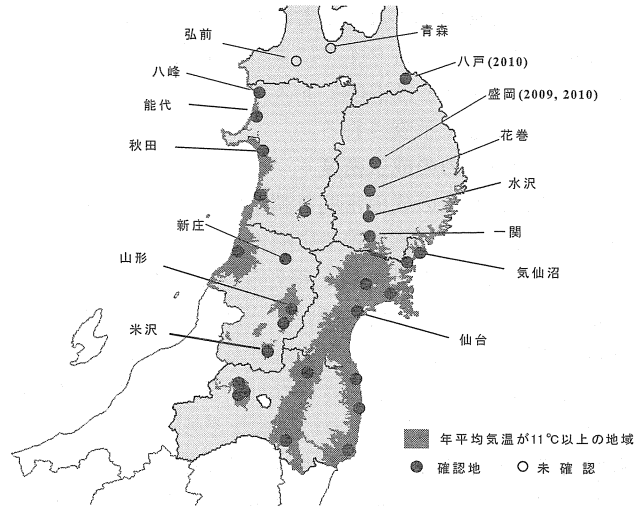 青森
弘前
八戸(2010)
八峰
盛岡(2009, 2010)
能代
花巻
秋田
水沢
新庄
一関
山形
気仙沼
米沢
仙台
年平均気温が11℃以上の地域
確認地
未確認